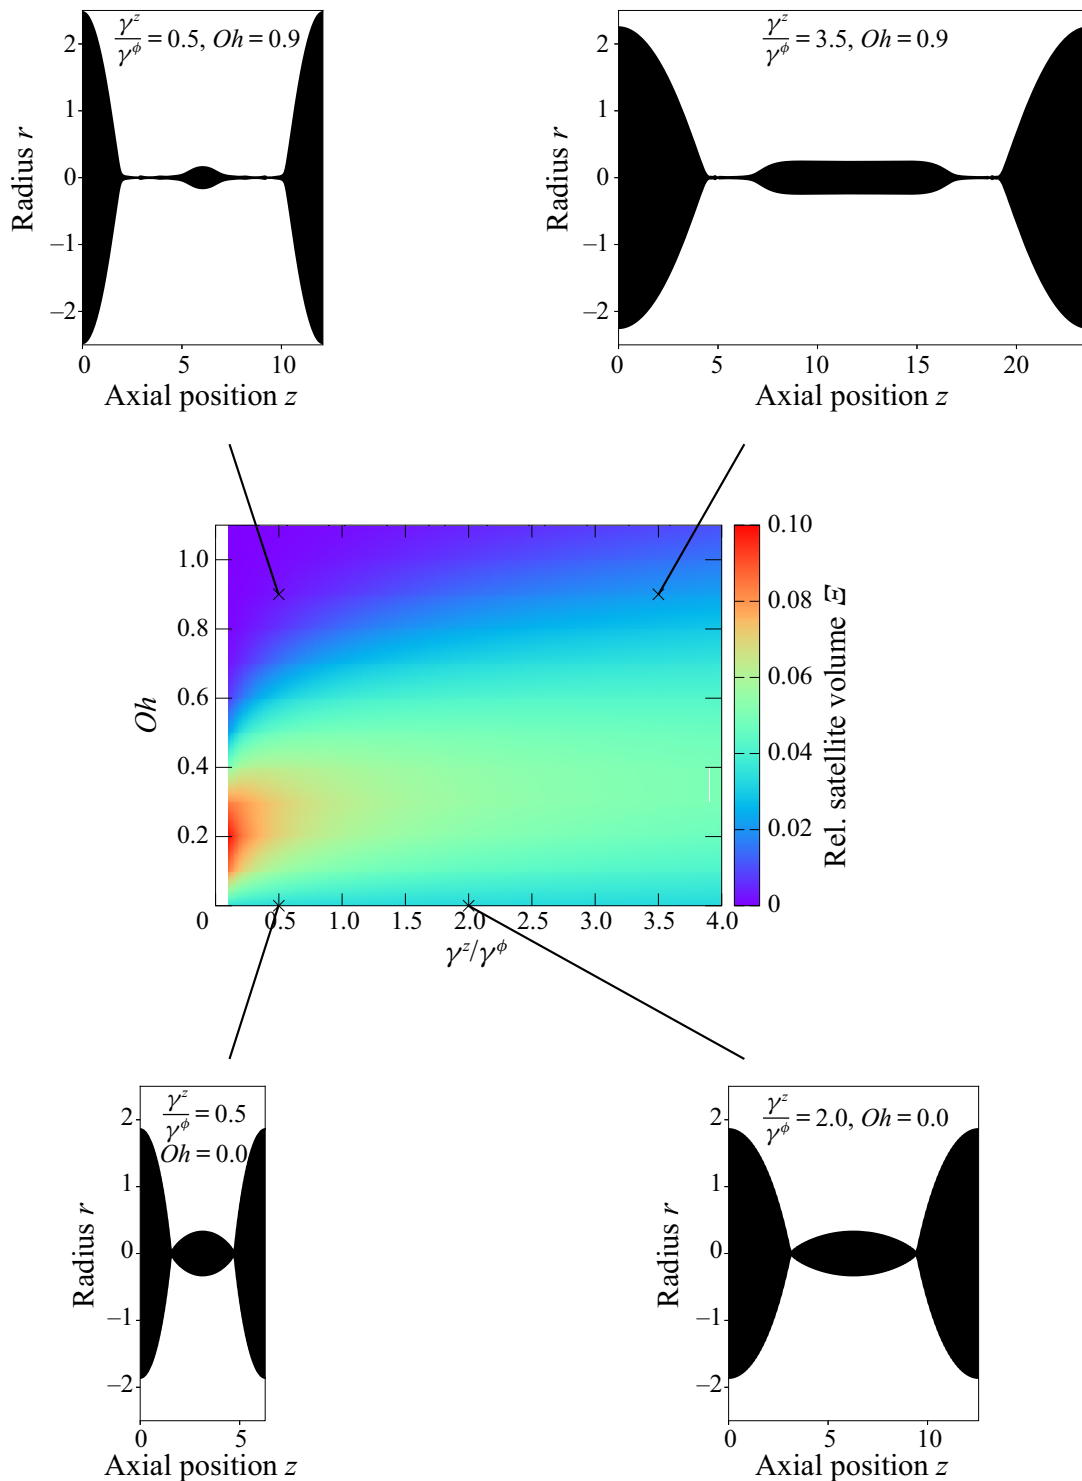 γ^z/γ^ϕ = 0.5, Oh = 0.9
2
1
0
−1
−2
Radius r
0 5 10
Axial position z
γ^z/γ^ϕ = 3.5, Oh = 0.9
2
1
0
−1
−2
Radius r
0 5 10 15 20
Axial position z
1.0
0.8
0.6
0.4
0.2
Oh
0 0.5 1.0 1.5 2.0 2.5 3.0 3.5 4.0
γ^z/γ^ϕ
0.10
0.08
0.06
0.04
0.02
0
Rel. satellite volume Ξ
γ^z/γ^ϕ = 0.5
Oh = 0.0
2
1
0
−1
−2
Radius r
0 5
Axial position z
γ^z/γ^ϕ = 2.0, Oh = 0.0
2
1
0
−1
−2
Radius r
0 5 10
Axial position z